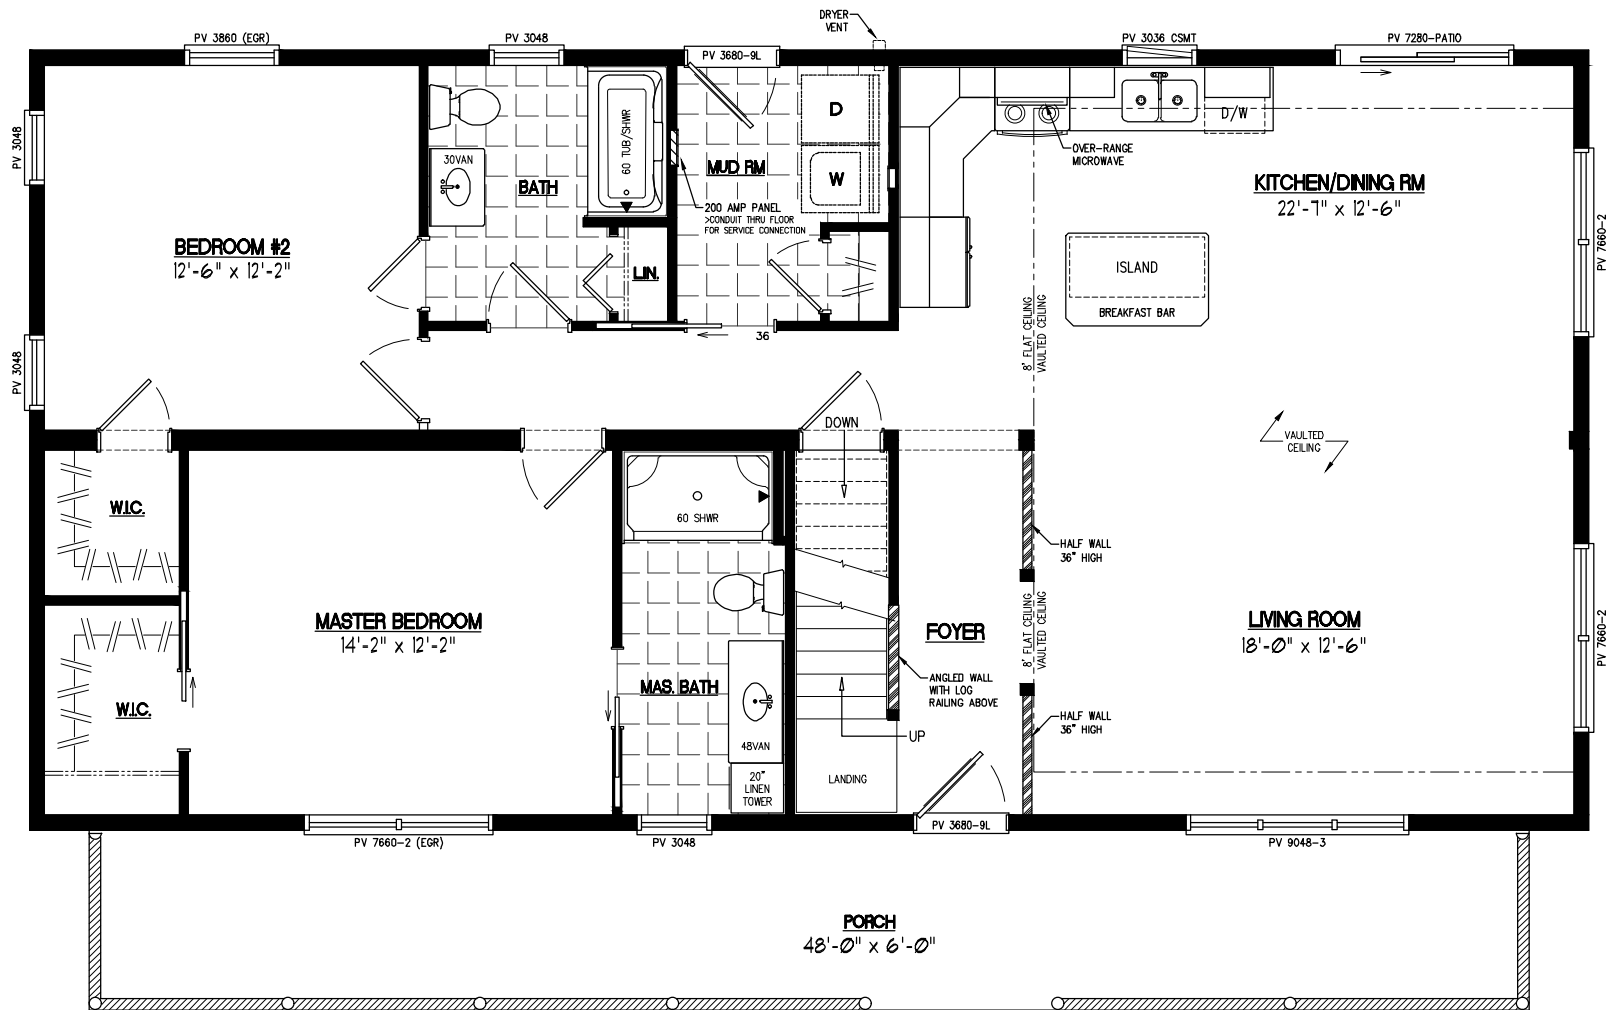 DRYER
VENT
PV 3860 (EGR)
PV 3048
PV 3680-9L
PV 3036 CSMT
PV 7280-PATIO
PV 3048
30VAN
BATH
60 TUB/SHWR
MUD RM
D
W
200 AMP PANEL
>CONDUIT THRU FLOOR
FOR SERVICE CONNECTION
D/W
OVER-RANGE
MICROWAVE
KITCHEN/DINING RM
22'-7" x 12'-6"
PV 7660-2
BEDROOM #2
12'-6" x 12'-2"
LIN.
ISLAND
BREAKFAST BAR
8' FLAT CEILING
VAULTED CEILING
36
PV 3048
DOWN
VAULTED
CEILING
W.I.C.
60 SHWR
HALF WALL
36" HIGH
MASTER BEDROOM
14'-2" x 12'-2"
FOYER
8' FLAT CEILING
VAULTED CEILING
LIVING ROOM
18'-0" x 12'-6"
PV 7660-2
W.I.C.
MAS. BATH
ANGLED WALL
WITH LOG
RAILING ABOVE
HALF WALL
36" HIGH
48VAN
UP
20"
LINEN
TOWER
LANDING
PV 7660-2 (EGR)
PV 3048
PV 3680-9L
PV 9048-3
PORCH
48'-0" x 6'-0"